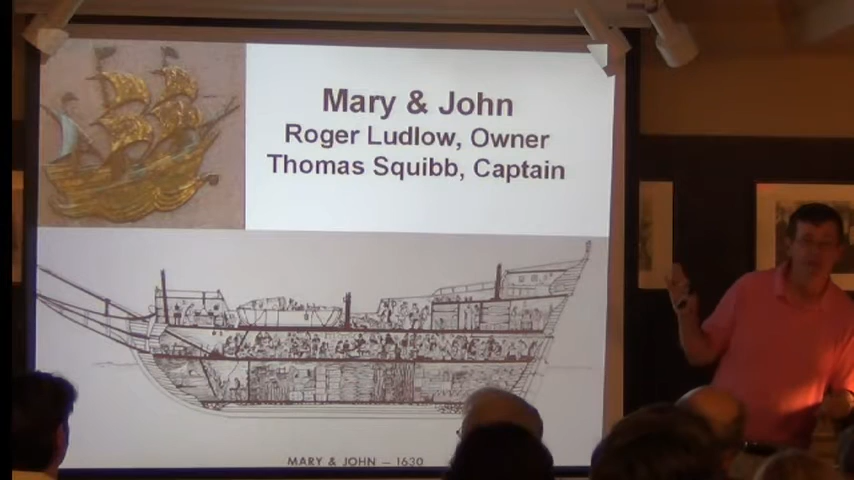 Mary & John
Roger Ludlow, Owner
Thomas Squibb, Captain
MARY & JOHN — 1630